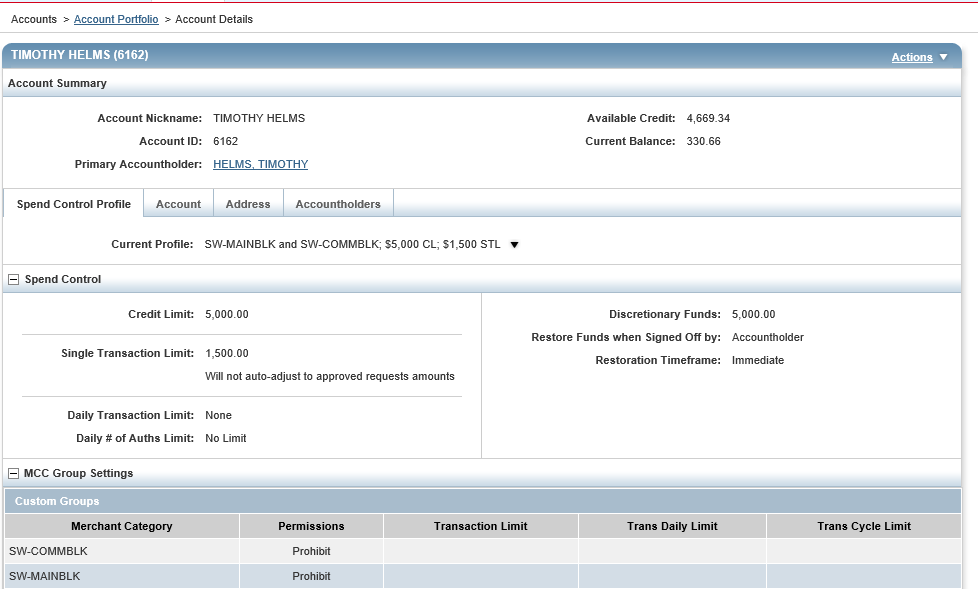 Accounts > Account Portfolio > Account Details
TIMOTHY HELMS (6162)
Actions
Account Summary
Account Nickname: TIMOTHY HELMS
Available Credit: 4,669.34
Account ID: 6162
Current Balance: 330.66
Primary Accountholder: HELMS, TIMOTHY
Spend Control Profile Account Address Accountholders
Current Profile: SW-MAINBLK and SW-COMMBLK; $5,000 CL; $1,500 STL
Spend Control
Credit Limit: 5,000.00
Discretionary Funds: 5,000.00
Restore Funds when Signed Off by: Accountholder
Single Transaction Limit: 1,500.00
Restoration Timeframe: Immediate
Will not auto-adjust to approved requests amounts
Daily Transaction Limit: None
Daily # of Auths Limit: No Limit
MCC Group Settings
Custom Groups
Merchant Category Permissions Transaction Limit Trans Daily Limit Trans Cycle Limit
SW-COMMBLK Prohibit
SW-MAINBLK Prohibit